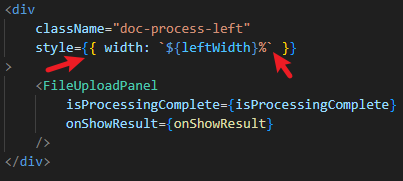 <div
className="doc-process-left"
style={{ width: `${leftWidth}%` }}
>
<FileUploadPanel
isProcessingComplete={isProcessingComplete}
onShowResult={onShowResult}
/>
</div>